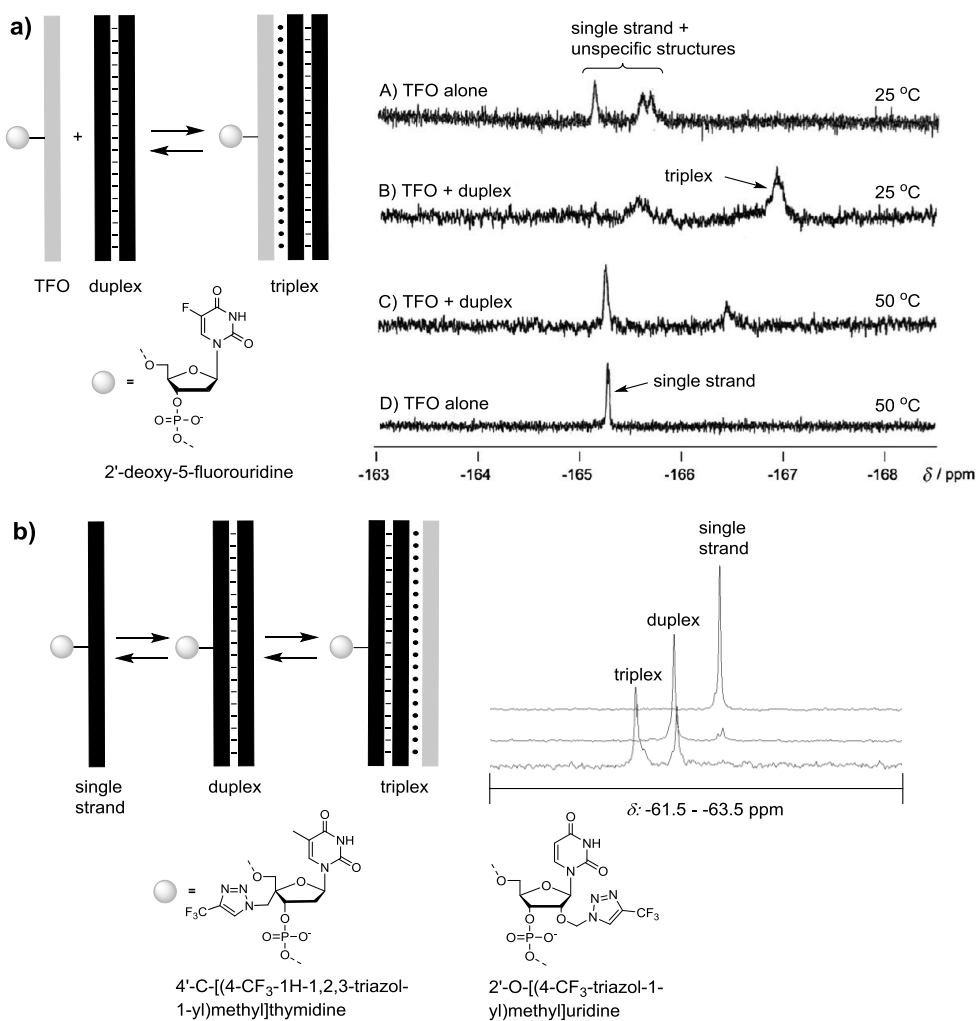 a)
single strand +
unspecific structures
A) TFO alone
25 °C
+
triplex
B) TFO + duplex
25 °C
TFO
duplex
triplex
C) TFO + duplex
50 °C
single strand
D) TFO alone
50 °C
-163
-164
-165
-166
-167
-168
δ / ppm
=
F
O
NH
N
O
O
O
O
O=P-O-
O
2'-deoxy-5-fluorouridine
b)
single
strand
duplex
triplex
single
strand
duplex
triplex
δ: -61.5 - -63.5 ppm
=
O
NH
N
O
O
O
N=N
N
F3C
O
O=P-O-
O
4'-C-[(4-CF3-1H-1,2,3-triazol-
1-yl)methyl]thymidine
O
NH
N
O
O
O
O
O
N=N
N
CF3
O=P-O-
O
2'-O-[(4-CF3-triazol-1-
yl)methyl]uridine